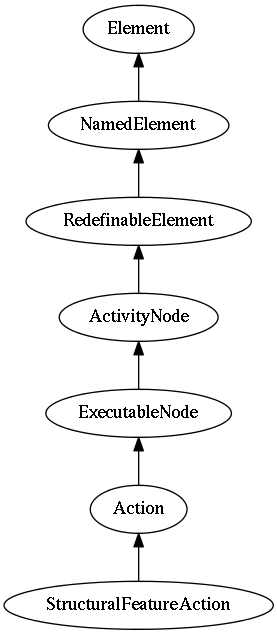 Element
NamedElement
RedefinableElement
ActivityNode
ExecutableNode
Action
StructuralFeatureAction